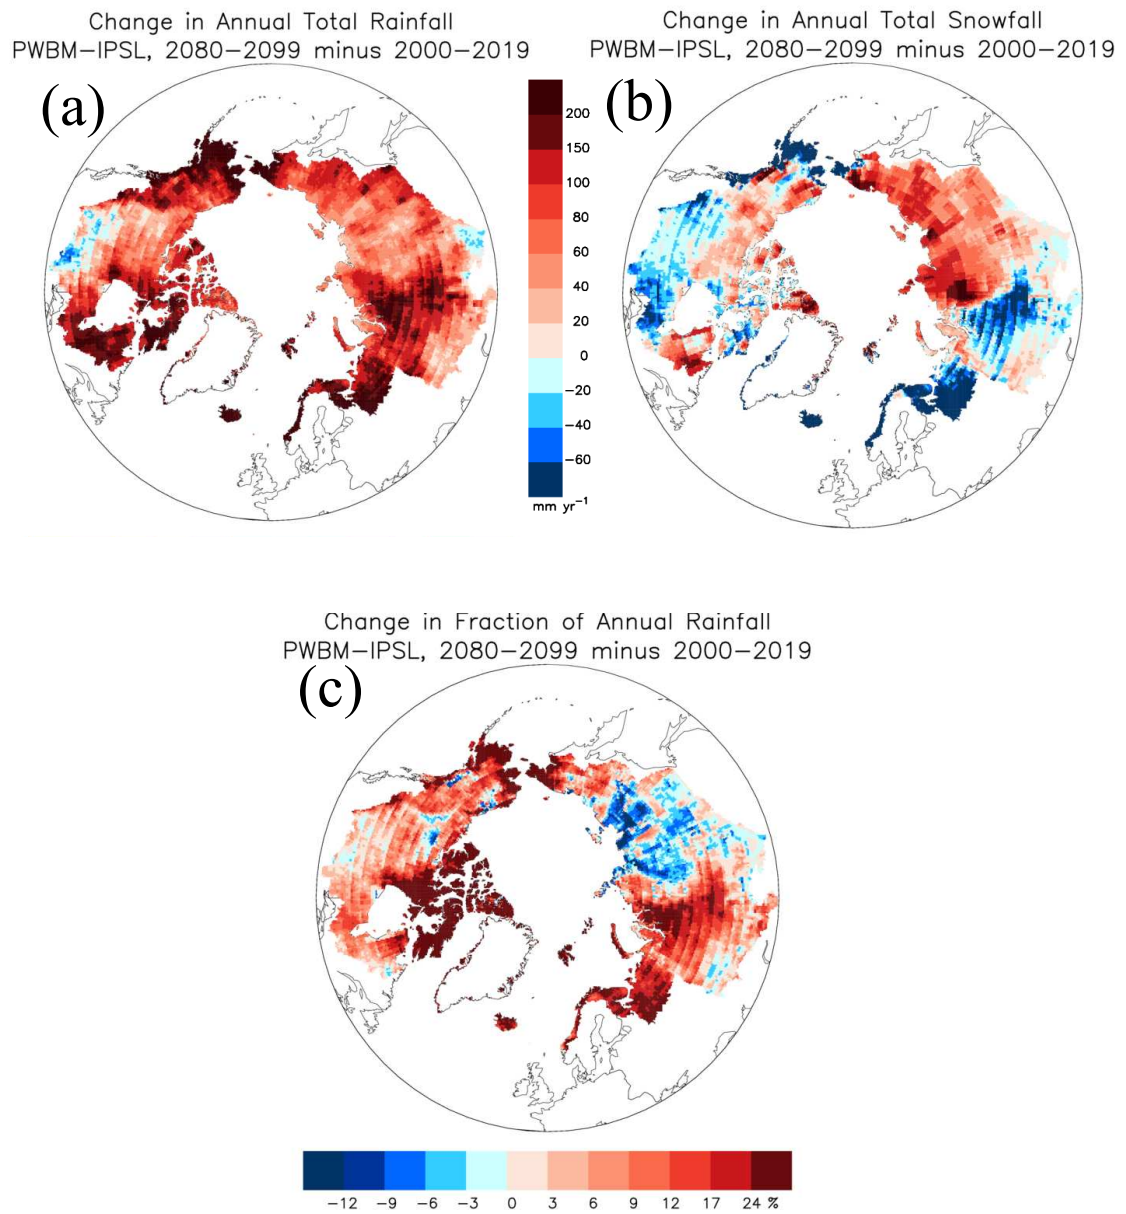 Change in Annual Total Rainfall
PWBM−IPSL, 2080−2099 minus 2000−2019
(a)
Change in Annual Total Snowfall
PWBM−IPSL, 2080−2099 minus 2000−2019
(b)
200
150
100
80
60
40
20
0
−20
−40
−60
mm yr−1
Change in Fraction of Annual Rainfall
PWBM−IPSL, 2080−2099 minus 2000−2019
(c)
−12 −9 −6 −3 0 3 6 9 12 17 24 %